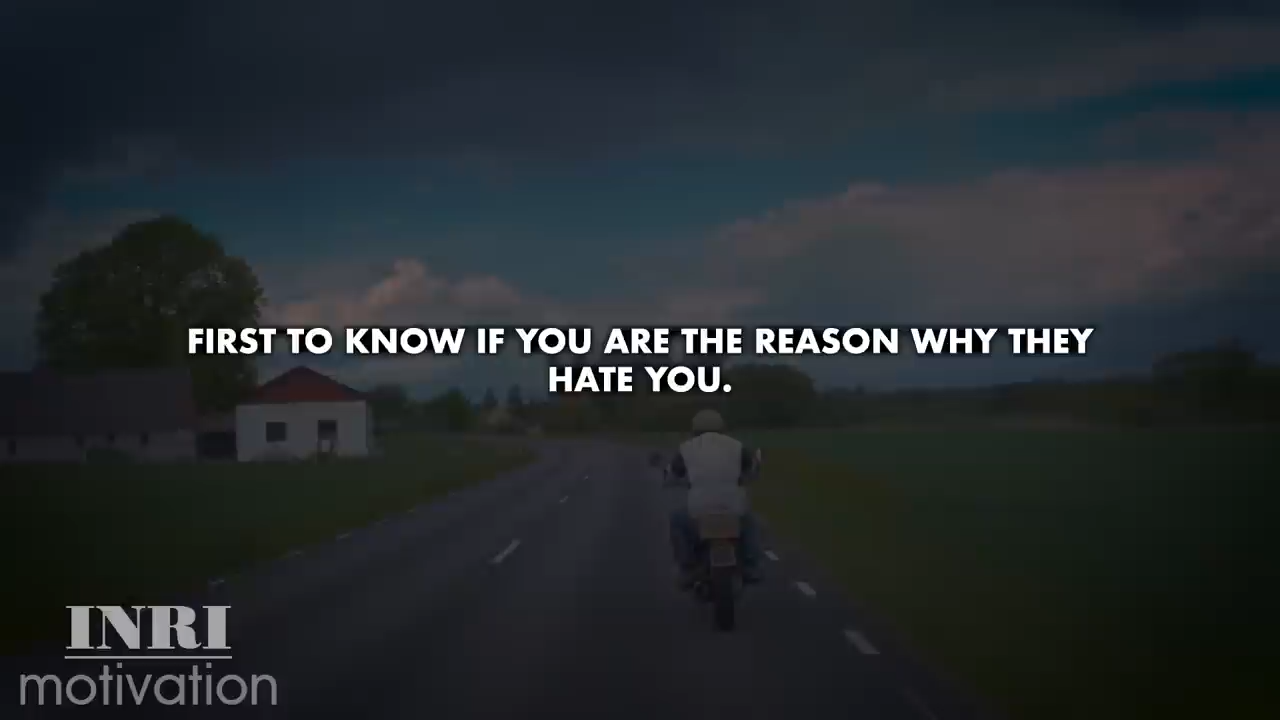 FIRST TO KNOW IF YOU ARE THE REASON WHY THEY
HATE YOU.
INRI
motivation